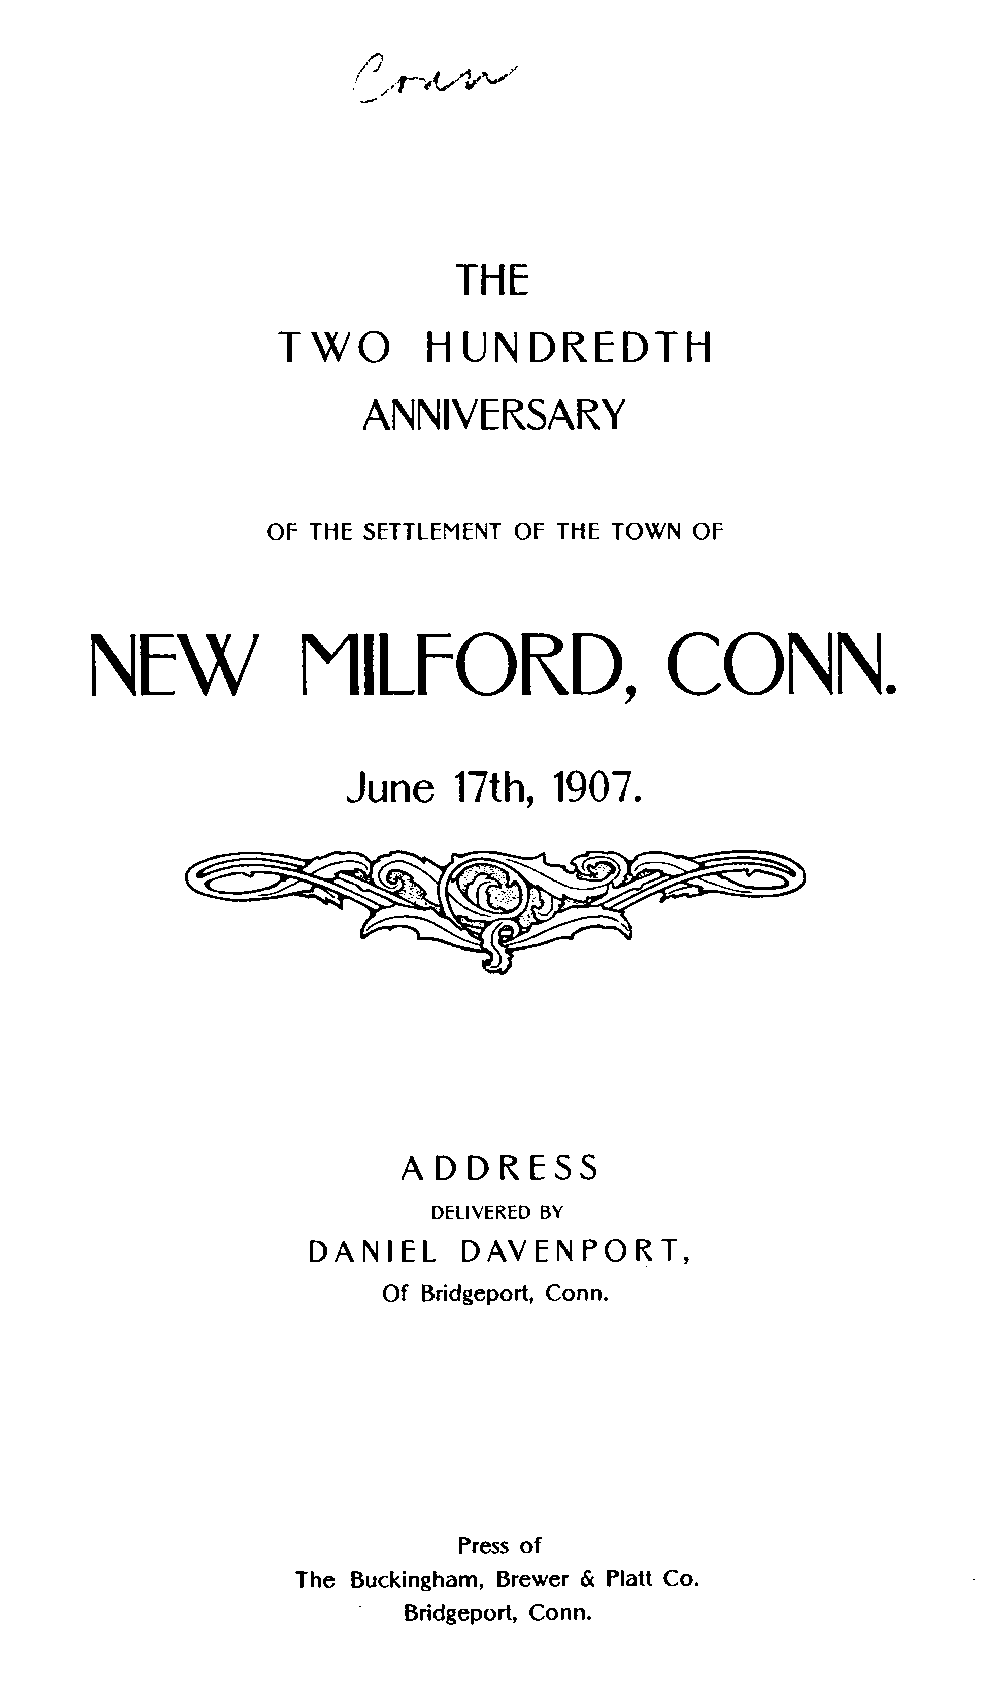 Conn
THE
TWO HUNDREDTH
ANNIVERSARY
OF THE SETTLEMENT OF THE TOWN OF
NEW MILFORD, CONN.
June 17th, 1907.
ADDRESS
DELIVERED BY
DANIEL DAVENPORT,
Of Bridgeport, Conn.
Press of
The Buckingham, Brewer & Platt Co.
Bridgeport, Conn.